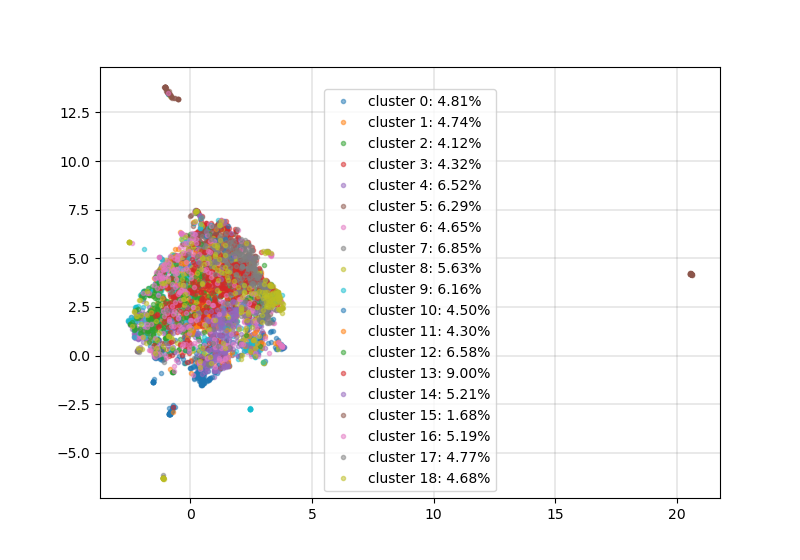 12.5
10.0
7.5
5.0
2.5
0.0
−2.5
−5.0
cluster 0: 4.81%
cluster 1: 4.74%
cluster 2: 4.12%
cluster 3: 4.32%
cluster 4: 6.52%
cluster 5: 6.29%
cluster 6: 4.65%
cluster 7: 6.85%
cluster 8: 5.63%
cluster 9: 6.16%
cluster 10: 4.50%
cluster 11: 4.30%
cluster 12: 6.58%
cluster 13: 9.00%
cluster 14: 5.21%
cluster 15: 1.68%
cluster 16: 5.19%
cluster 17: 4.77%
cluster 18: 4.68%
0 5 10 15 20